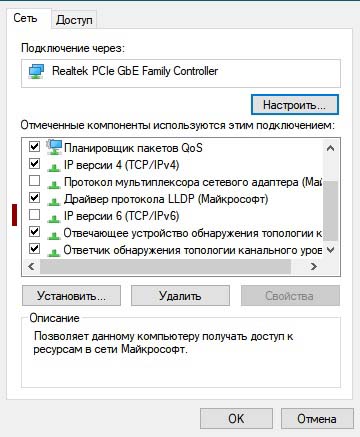 Сеть Доступ
Подключение через:
Realtek PCIe GbE Family Controller
Настроить...
Отмеченные компоненты используются этим подключением:
Планировщик пакетов QoS
IP версии 4 (TCP/IPv4)
Протокол мультиплексора сетевого адаптера (Май
Драйвер протокола LLDP (Майкрософт)
IP версии 6 (TCP/IPv6)
Отвечающее устройство обнаружения топологии к
Ответчик обнаружения топологии канального уров
Установить... Удалить Свойства
Описание
Позволяет данному компьютеру получать доступ к
ресурсам в сети Майкрософт.
OK Отмена